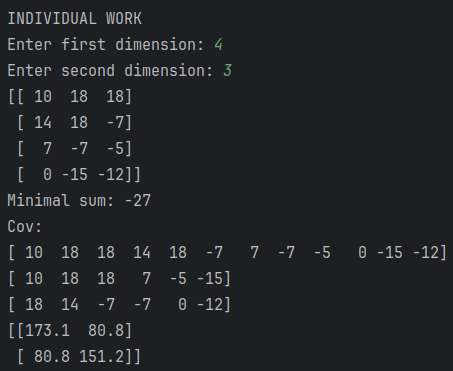 INDIVIDUAL WORK
Enter first dimension: 4
Enter second dimension: 3
[[ 10  18  18]
 [ 14  18  -7]
 [  7  -7  -5]
 [  0 -15 -12]]
Minimal sum: -27
Cov:
[ 10  18  18  14  18  -7   7  -7  -5   0 -15 -12]
[ 10  18  18   7  -5 -15]
[ 18  14  -7  -7   0 -12]
[[173.1  80.8]
 [ 80.8 151.2]]